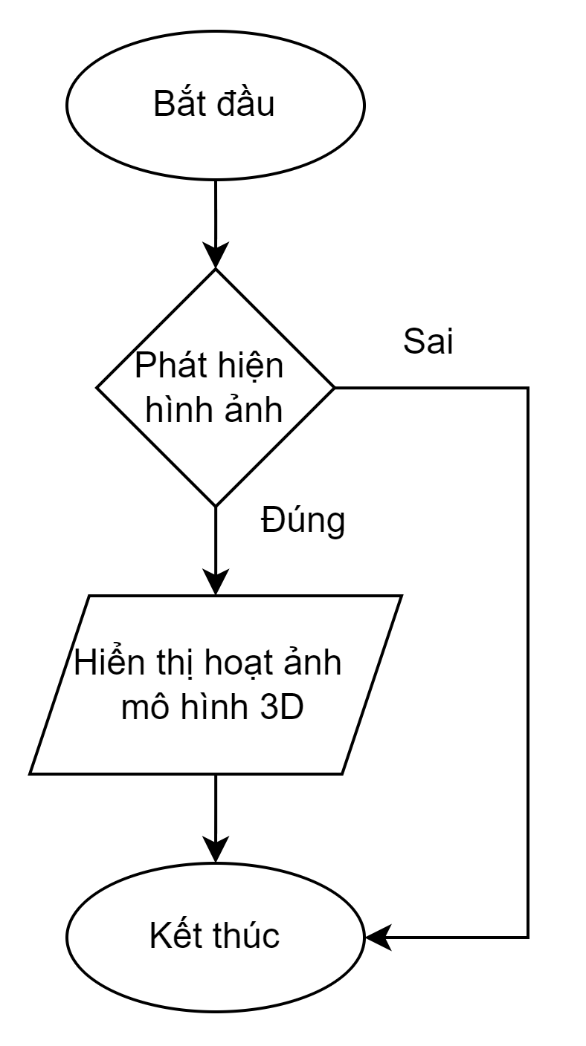 Bắt đầu
Phát hiện
hình ảnh
Sai
Đúng
Hiển thị hoạt ảnh
mô hình 3D
Kết thúc